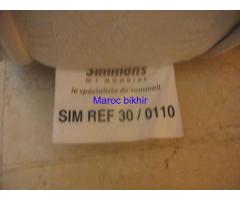 Simmons
N°1 MONDIAL
le spécialiste du sommeil
Maroc bikhir
SIM REF 30 / 0110